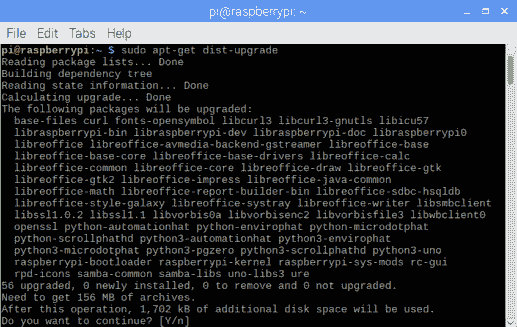 pi@raspberrypi: ~
File Edit Tabs Help
pi@raspberrypi:~ $ sudo apt-get dist-upgrade
Reading package lists... Done
Building dependency tree
Reading state information... Done
Calculating upgrade... Done
The following packages will be upgraded:
base-files curl fonts-opensymbol libcurl3 libcurl3-gnutls libicu57
libraspberrypi-bin libraspberrypi-dev libraspberrypi-doc libraspberrypi0
libreoffice libreoffice-avmedia-backend-gstreamer libreoffice-base
libreoffice-base-core libreoffice-base-drivers libreoffice-calc
libreoffice-common libreoffice-core libreoffice-draw libreoffice-gtk
libreoffice-gtk2 libreoffice-impress libreoffice-java-common
libreoffice-math libreoffice-report-builder-bin libreoffice-sdbc-hsqldb
libreoffice-style-galaxy libreoffice-systray libreoffice-writer libsmbclient
libssl1.0.2 libssl1.1 libvorbis0a libvorbisenc2 libvorbisfile3 libwbclient0
openssl python-automationhat python-envirophat python-microdotphat
python-scrollphathd python3-automationhat python3-envirophat
python3-microdotphat python3-pgzero python3-scrollphathd python3-uno
raspberrypi-bootloader raspberrypi-kernel raspberrypi-sys-mods rc-gui
rpd-icons samba-common samba-libs uno-libs3 ure
56 upgraded, 0 newly installed, 0 to remove and 0 not upgraded.
Need to get 156 MB of archives.
After this operation, 1,702 kB of additional disk space will be used.
Do you want to continue? [Y/n]